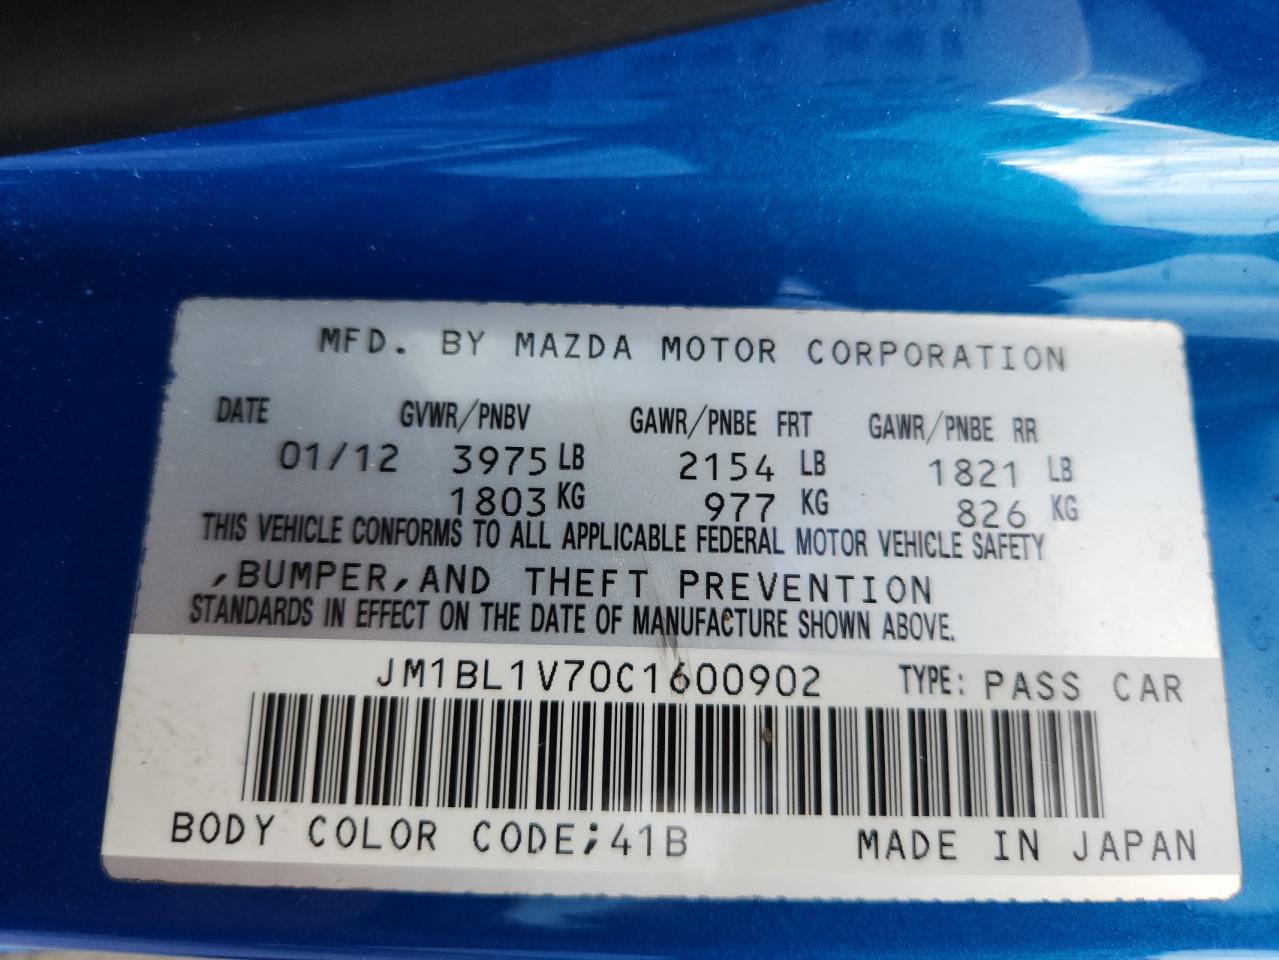 MFD. BY MAZDA MOTOR CORPORATION
DATE GVWR/PNBV GAWR/PNBE FRT GAWR/PNBE RR
01/12 3975 LB 2154 LB 1821 LB
1803 KG 977 KG 826 KG
THIS VEHICLE CONFORMS TO ALL APPLICABLE FEDERAL MOTOR VEHICLE SAFETY
,BUMPER,AND THEFT PREVENTION
STANDARDS IN EFFECT ON THE DATE OF MANUFACTURE SHOWN ABOVE.
JM1BL1V70C1600902 TYPE: PASS CAR
BODY COLOR CODE;41B MADE IN JAPAN